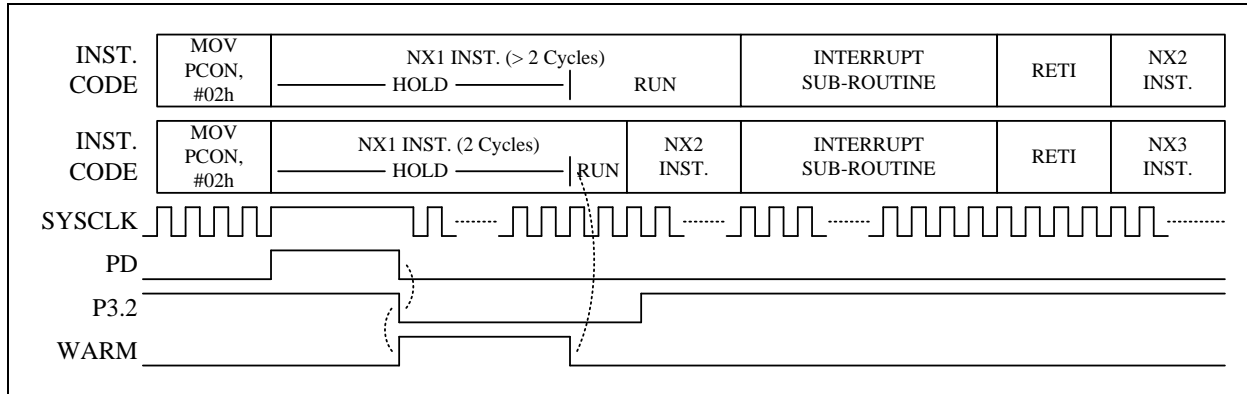 INST. CODE
MOV PCON, #02h
NX1 INST. (> 2 Cycles)
HOLD
RUN
INTERRUPT SUB-ROUTINE
RETI
NX2 INST.
INST. CODE
MOV PCON, #02h
NX1 INST. (2 Cycles)
HOLD
RUN
NX2 INST.
INTERRUPT SUB-ROUTINE
RETI
NX3 INST.
SYSCLK
PD
P3.2
WARM